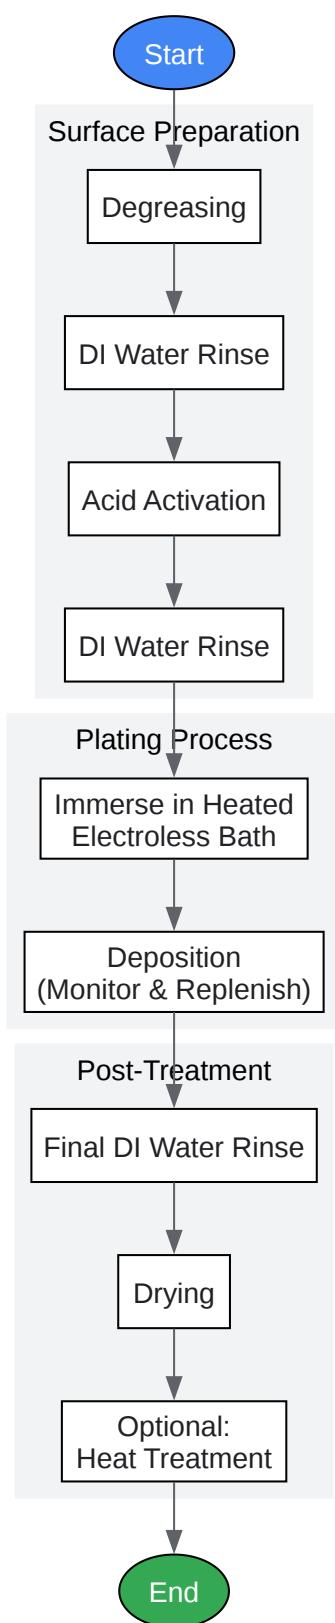 Start
Surface Preparation
Degreasing
DI Water Rinse
Acid Activation
DI Water Rinse
Plating Process
Immerse in Heated
Electroless Bath
Deposition
(Monitor & Replenish)
Post-Treatment
Final DI Water Rinse
Drying
Optional:
Heat Treatment
End